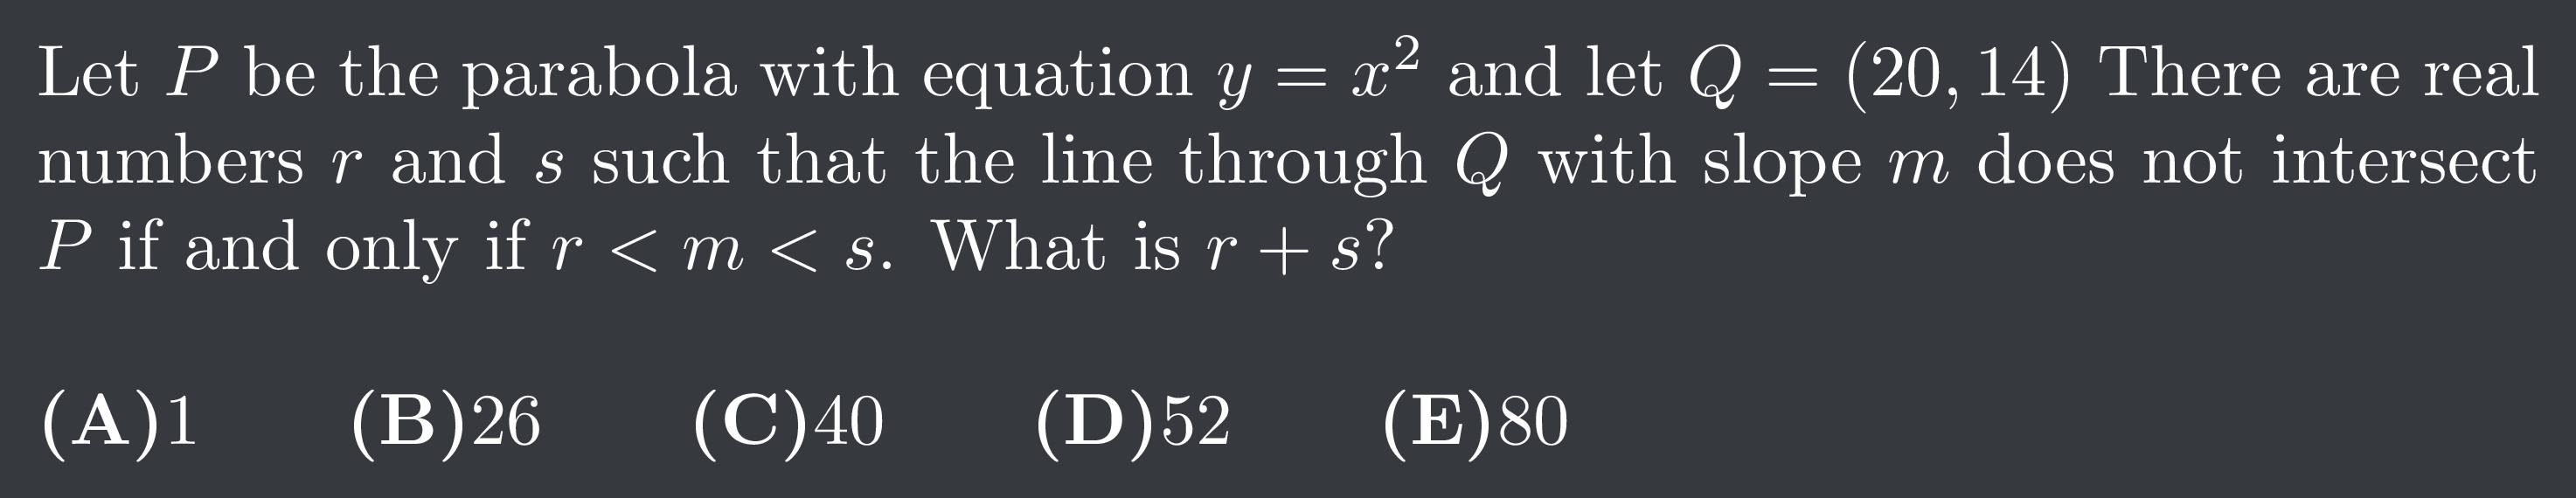 Let P be the parabola with equation y = x² and let Q = (20, 14) There are real
numbers r and s such that the line through Q with slope m does not intersect
P if and only if r < m < s. What is r + s?
(A)1 (B)26 (C)40 (D)52 (E)80